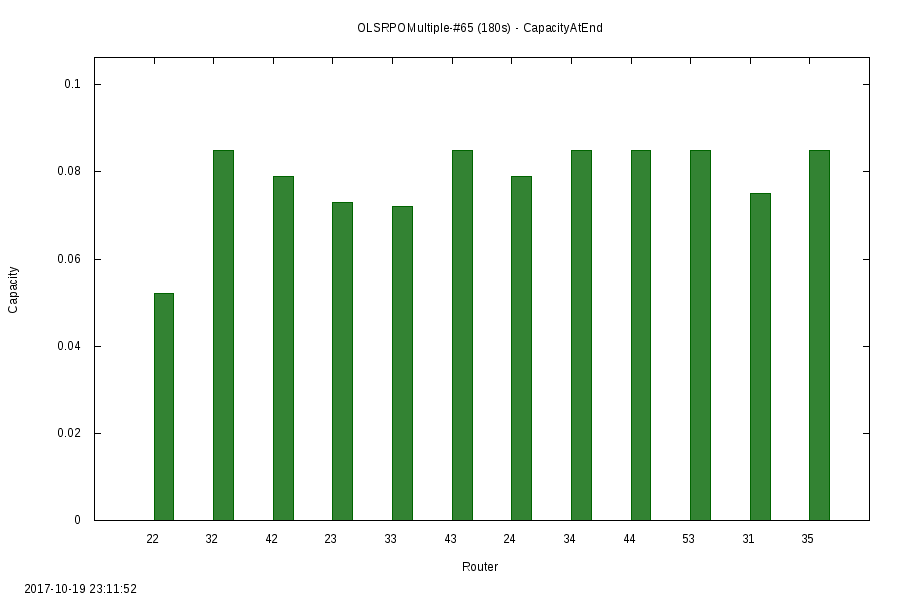 OLSRPOMultiple-#65 (180s) - CapacityAtEnd
0.1
0.08
0.06
0.04
0.02
0
Capacity
22 32 42 23 33 43 24 34 44 53 31 35
Router
2017-10-19 23:11:52